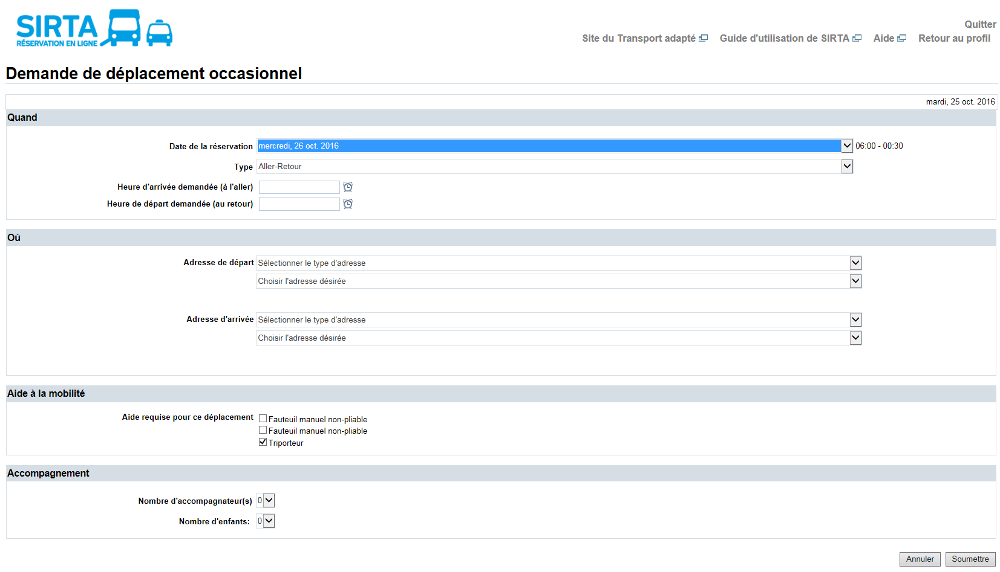 SIRTA
RÉSERVATION EN LIGNE
Quitter
Site du Transport adapté Guide d'utilisation de SIRTA Aide Retour au profil
Demande de déplacement occasionnel
mardi, 25 oct. 2016
Quand
Date de la réservation mercredi, 26 oct. 2016 06:00 - 00:30
Type Aller-Retour
Heure d'arrivée demandée (à l'aller)
Heure de départ demandée (au retour)
Où
Adresse de départ Sélectionner le type d'adresse
Choisir l'adresse désirée
Adresse d'arrivée Sélectionner le type d'adresse
Choisir l'adresse désirée
Aide à la mobilité
Aide requise pour ce déplacement Fauteuil manuel non-pliable
Fauteuil manuel non-pliable
Triporteur
Accompagnement
Nombre d'accompagnateur(s) 0
Nombre d'enfants: 0
Annuler Soumettre